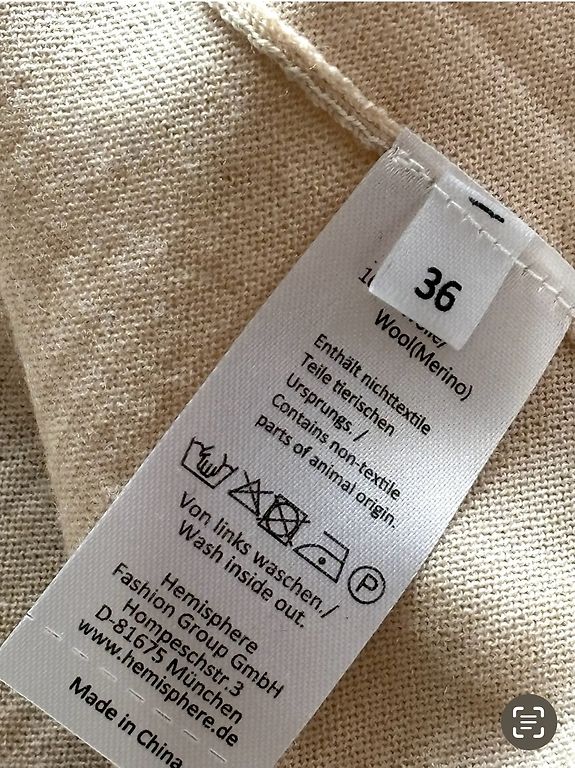 36
Wool(Merino)
Enthält nichttextile
Teile tierischen
Ursprungs /
Contains non-textile
parts of animal origin.
P
Von links waschen./
Wash inside out.
Hemisphere
Fashion Group GmbH
Hompeschstr.3
D-81675 München
www.hemisphere.de
Made in China